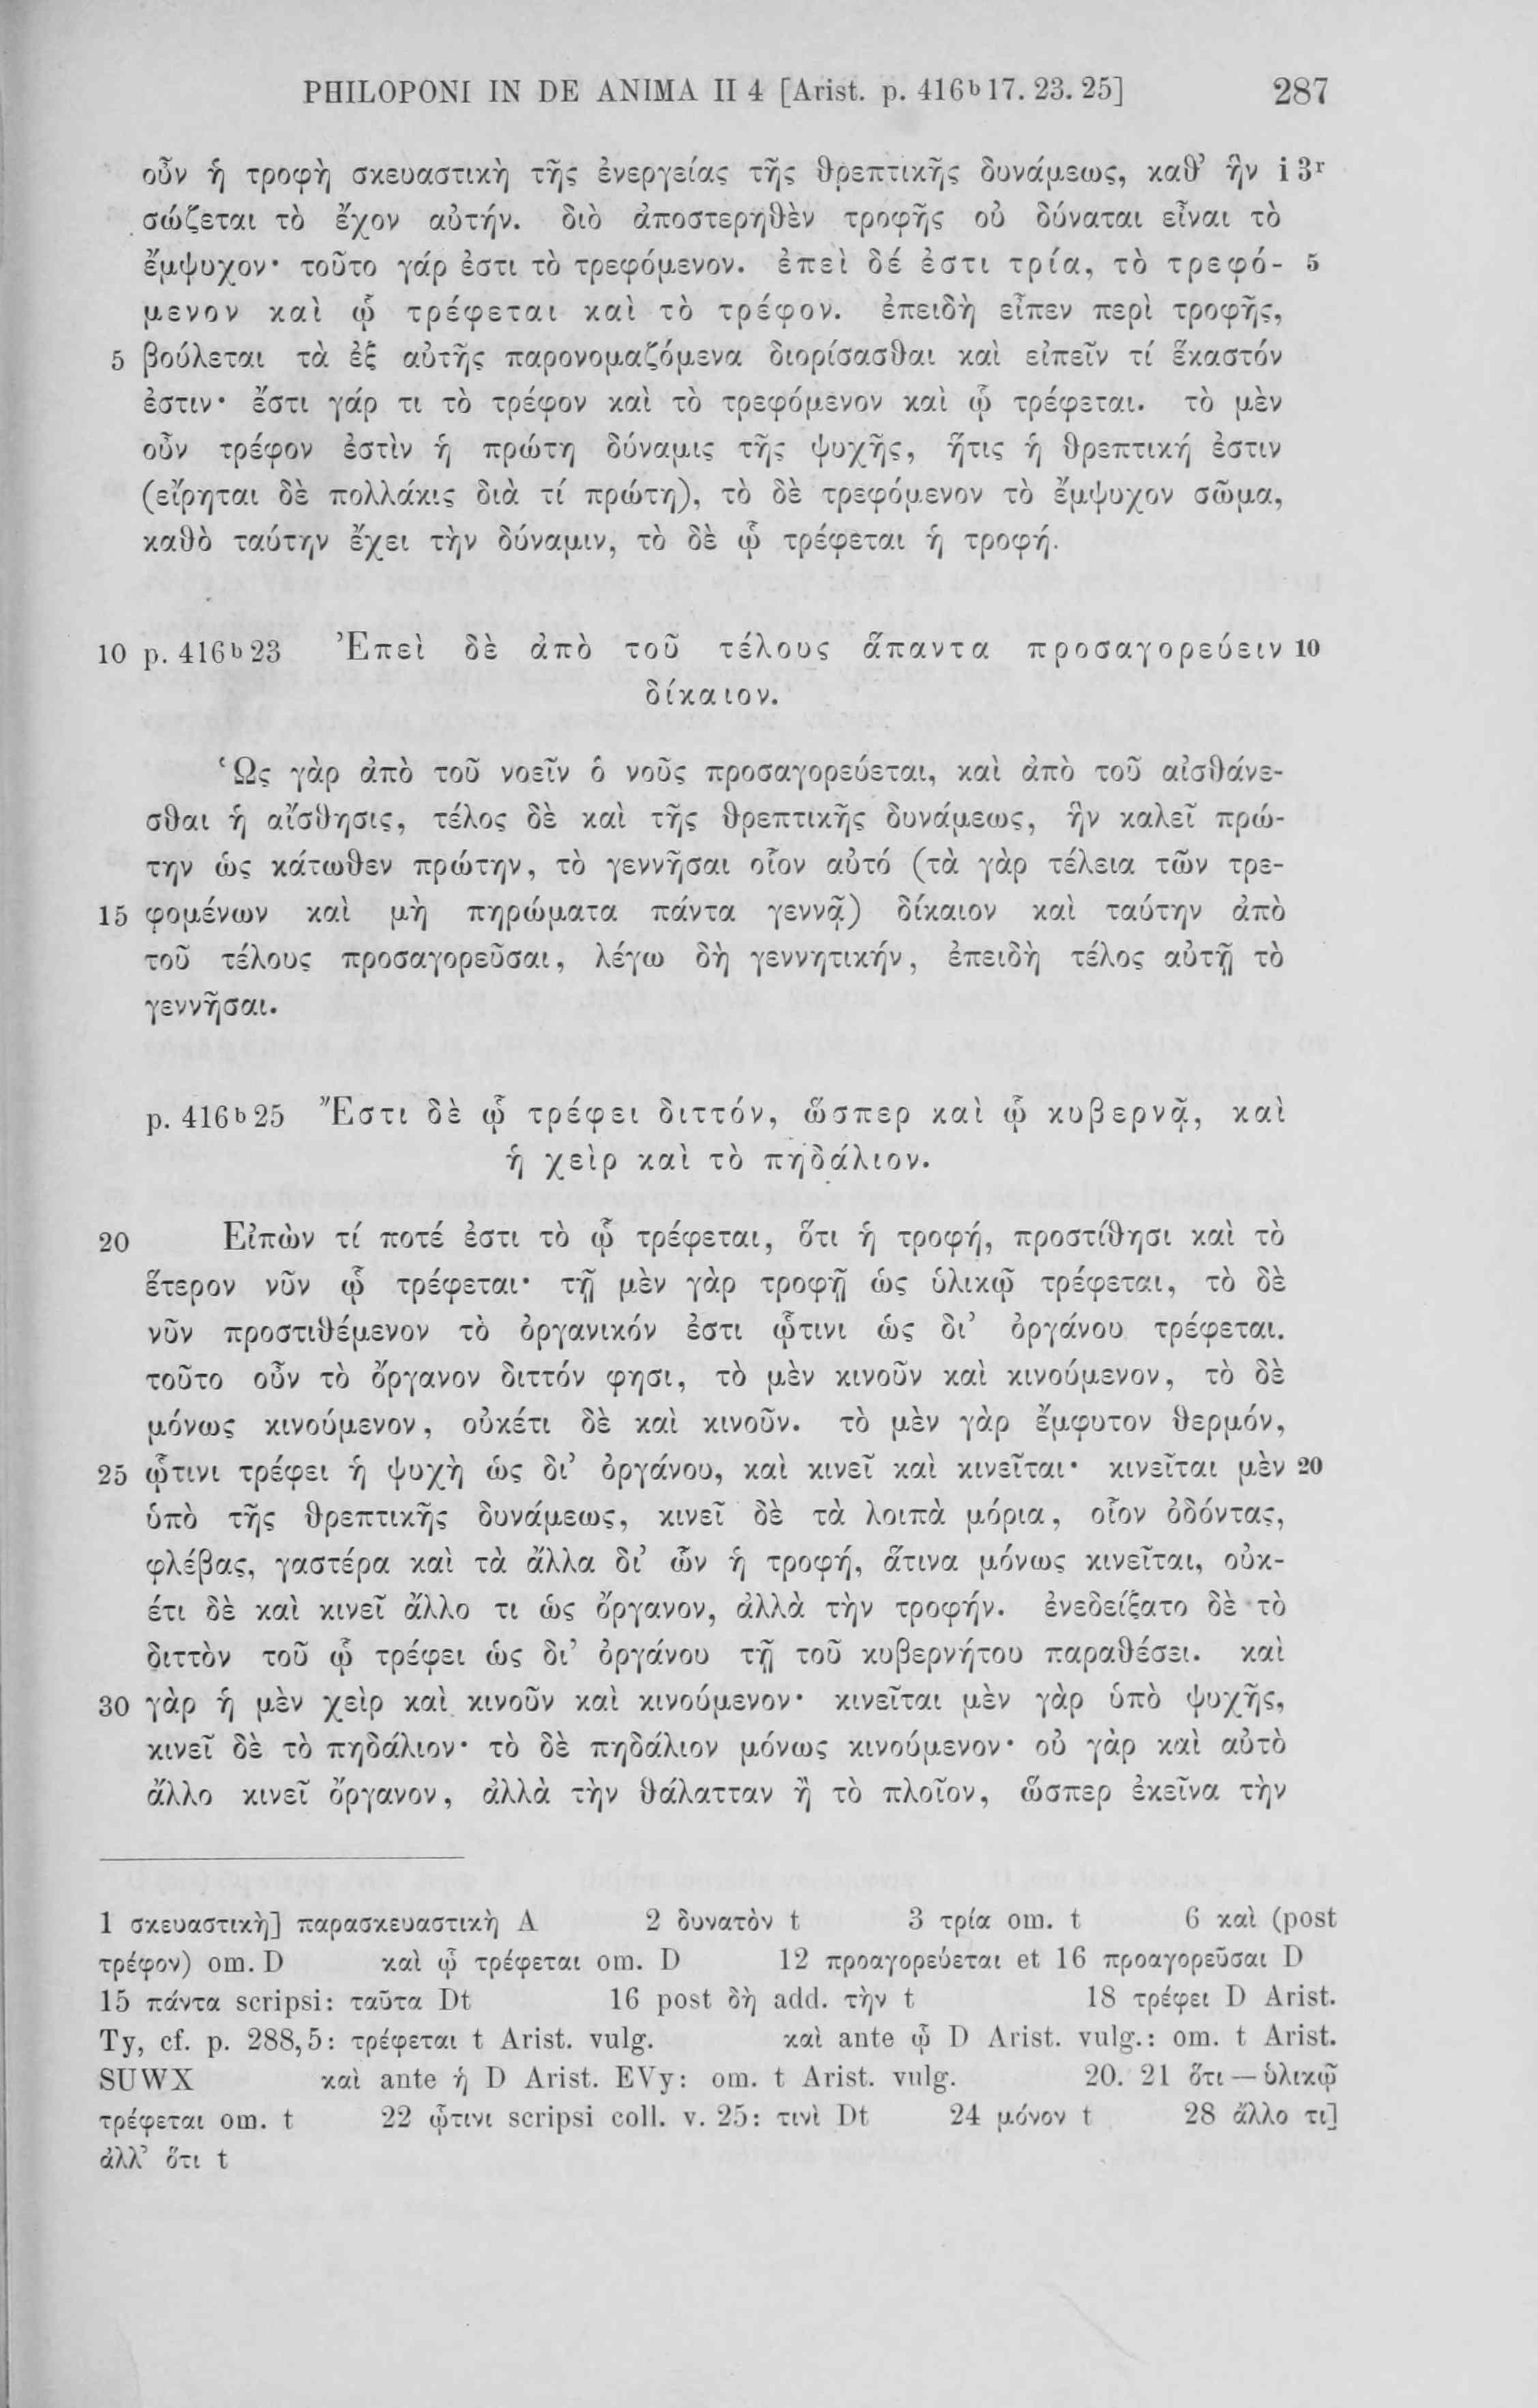 PHILOPONI IN DE ANIMA II 4 [Arist. p. 416ᵇ17. 23. 25] 287
οὖν ἡ τροφὴ σκευαστικὴ τῆς ἐνεργείας τῆς θρεπτικῆς δυνάμεως, καθ’ ἣν i 3ʳ
σώζεται τὸ ἔχον αὐτήν. διὸ ἀποστερηθὲν τροφῆς οὐ δύναται εἶναι τὸ
ἔμψυχον· τοῦτο γάρ ἐστι τὸ τρεφόμενον. ἐπεὶ δέ ἐστι τρία, τὸ τρεφό- 5
μενον καὶ ᾧ τρέφεται καὶ τὸ τρέφον. ἐπειδὴ εἶπεν περὶ τροφῆς,
5 βούλεται τὰ ἐξ αὐτῆς παρονομαζόμενα διορίσασθαι καὶ εἰπεῖν τί ἕκαστόν
ἐστιν· ἔστι γάρ τι τὸ τρέφον καὶ τὸ τρεφόμενον καὶ ᾧ τρέφεται. τὸ μὲν
οὖν τρέφον ἐστὶν ἡ πρώτη δύναμις τῆς ψυχῆς, ἥτις ἡ θρεπτική ἐστιν
(εἴρηται δὲ πολλάκις διὰ τί πρώτη), τὸ δὲ τρεφόμενον τὸ ἔμψυχον σῶμα,
καθὸ ταύτην ἔχει τὴν δύναμιν, τὸ δὲ ᾧ τρέφεται ἡ τροφή.
10 p. 416ᵇ23 Ἐπεὶ δὲ ἀπὸ τοῦ τέλους ἅπαντα προσαγορεύειν 10
δίκαιον.
Ὡς γὰρ ἀπὸ τοῦ νοεῖν ὁ νοῦς προσαγορεύεται, καὶ ἀπὸ τοῦ αἰσθάνε-
σθαι ἡ αἴσθησις, τέλος δὲ καὶ τῆς θρεπτικῆς δυνάμεως, ἣν καλεῖ πρώ-
την ὡς κάτωθεν πρώτην, τὸ γεννῆσαι οἷον αὐτό (τὰ γὰρ τέλεια τῶν τρε-
15 φομένων καὶ μὴ πηρώματα πάντα γεννᾷ) δίκαιον καὶ ταύτην ἀπὸ
τοῦ τέλους προσαγορεῦσαι, λέγω δὴ γεννητικήν, ἐπειδὴ τέλος αὐτῇ τὸ
γεννῆσαι.
p. 416ᵇ25 Ἔστι δὲ ᾧ τρέφει διττόν, ὥσπερ καὶ ᾧ κυβερνᾷ, καὶ
ἡ χεὶρ καὶ τὸ πηδάλιον.
20 Εἰπὼν τί ποτέ ἐστι τὸ ᾧ τρέφεται, ὅτι ἡ τροφή, προστίθησι καὶ τὸ
ἕτερον νῦν ᾧ τρέφεται· τῇ μὲν γὰρ τροφῇ ὡς ὑλικῷ τρέφεται, τὸ δὲ
νῦν προστιθέμενον τὸ ὀργανικόν ἐστι ᾧτινι ὡς δι’ ὀργάνου τρέφεται.
τοῦτο οὖν τὸ ὄργανον διττόν φησι, τὸ μὲν κινοῦν καὶ κινούμενον, τὸ δὲ
μόνως κινούμενον, οὐκέτι δὲ καὶ κινοῦν. τὸ μὲν γὰρ ἔμφυτον θερμόν,
25 ᾧτινι τρέφει ἡ ψυχὴ ὡς δι’ ὀργάνου, καὶ κινεῖ καὶ κινεῖται· κινεῖται μὲν 20
ὑπὸ τῆς θρεπτικῆς δυνάμεως, κινεῖ δὲ τὰ λοιπὰ μόρια, οἷον ὀδόντας,
φλέβας, γαστέρα καὶ τὰ ἄλλα δι’ ὧν ἡ τροφή, ἅτινα μόνως κινεῖται, οὐκ-
έτι δὲ καὶ κινεῖ ἄλλο τι ὡς ὄργανον, ἀλλὰ τὴν τροφήν. ἐνεδείξατο δὲ τὸ
διττὸν τοῦ ᾧ τρέφει ὡς δι’ ὀργάνου τῇ τοῦ κυβερνήτου παραθέσει. καὶ
30 γὰρ ἡ μὲν χεὶρ καὶ κινοῦν καὶ κινούμενον· κινεῖται μὲν γὰρ ὑπὸ ψυχῆς,
κινεῖ δὲ τὸ πηδάλιον· τὸ δὲ πηδάλιον μόνως κινούμενον· οὐ γὰρ καὶ αὐτὸ
ἄλλο κινεῖ ὄργανον, ἀλλὰ τὴν θάλατταν ἢ τὸ πλοῖον, ὥσπερ ἐκεῖνα τὴν
1 σκευαστικὴ] παρασκευαστικὴ A 2 δυνατὸν t 3 τρία om. t 6 καὶ (post
τρέφον) om. D καὶ ᾧ τρέφεται om. D 12 προαγορεύεται et 16 προαγορεῦσαι D
15 πάντα scripsi: ταῦτα Dt 16 post δὴ add. τὴν t 18 τρέφει D Arist.
Ty, cf. p. 288,5: τρέφεται t Arist. vulg. καὶ ante ᾧ D Arist. vulg.: om. t Arist.
SUWX καὶ ante ἡ D Arist. EVy: om. t Arist. vulg. 20. 21 ὅτι — ὑλικῷ
τρέφεται om. t 22 ᾧτινι scripsi coll. v. 25: τινὶ Dt 24 μόνον t 28 ἄλλο τι]
ἀλλ’ ὅτι t